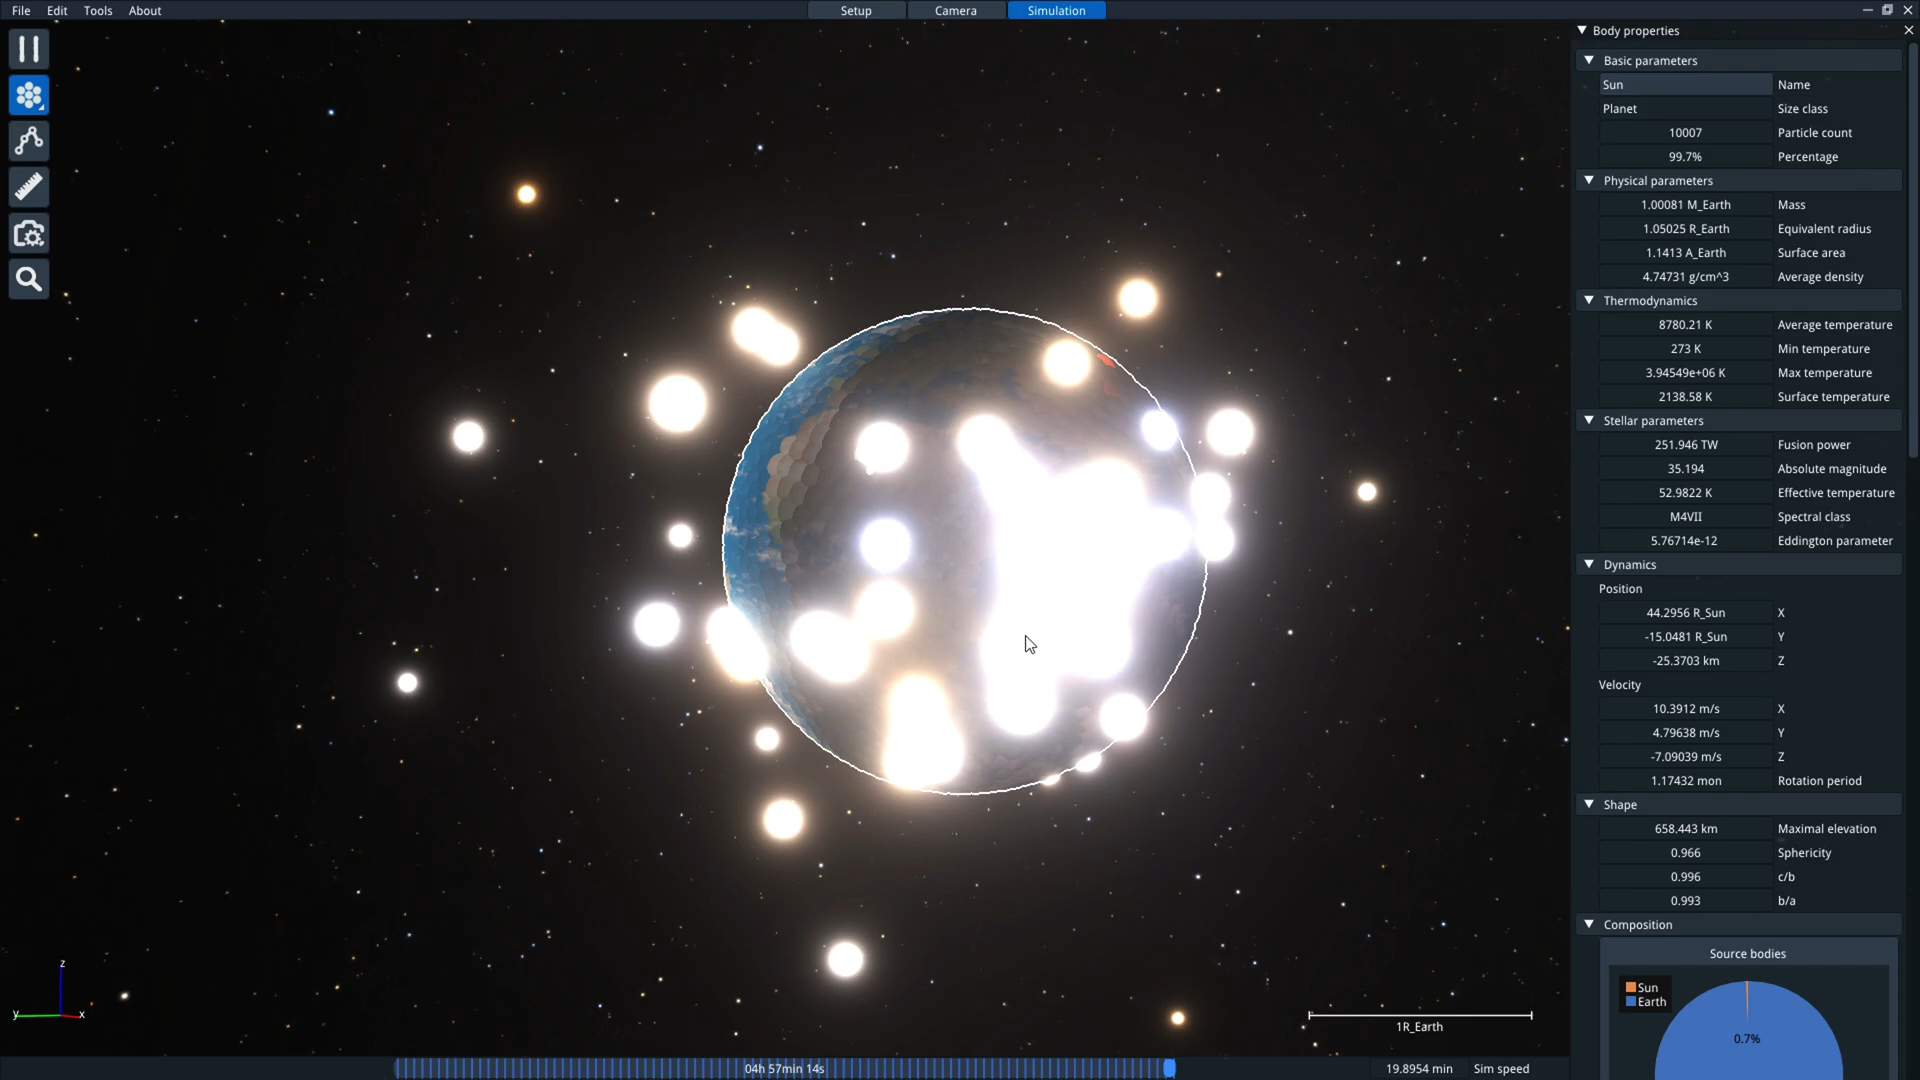 File Edit Tools About Setup Camera Simulation
Body properties
Basic parameters
Sun Name
Planet Size class
10007 Particle count
99.7% Percentage
Physical parameters
1.00081 M_Earth Mass
1.05025 R_Earth Equivalent radius
1.1413 A_Earth Surface area
4.74731 g/cm^3 Average density
Thermodynamics
8780.21 K Average temperature
273 K Min temperature
3.94549e+06 K Max temperature
2138.58 K Surface temperature
Stellar parameters
251.946 TW Fusion power
35.194 Absolute magnitude
52.9822 K Effective temperature
M4VII Spectral class
5.76714e-12 Eddington parameter
Dynamics
Position
44.2956 R_Sun X
-15.0481 R_Sun Y
-25.3703 km Z
Velocity
10.3912 m/s X
4.79638 m/s Y
-7.09039 m/s Z
1.17432 mon Rotation period
Shape
658.443 km Maximal elevation
0.966 Sphericity
0.996 c/b
0.993 b/a
Composition
Source bodies
Sun
Earth
0.7%
z
y x
1R_Earth
04h 57min 14s 19.8954 min Sim speed